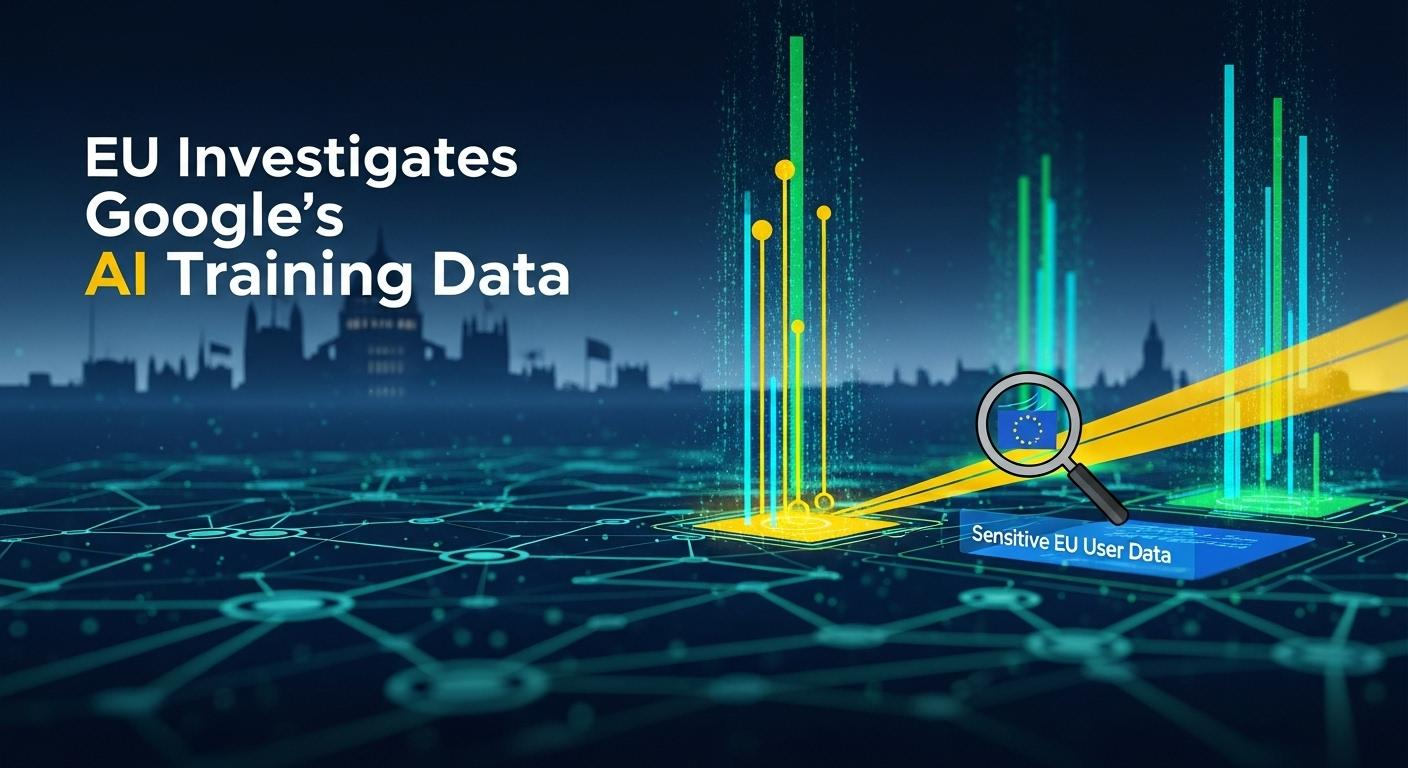 EU Investigates
Google’s
AI Training Data
Sensitive EU User Data